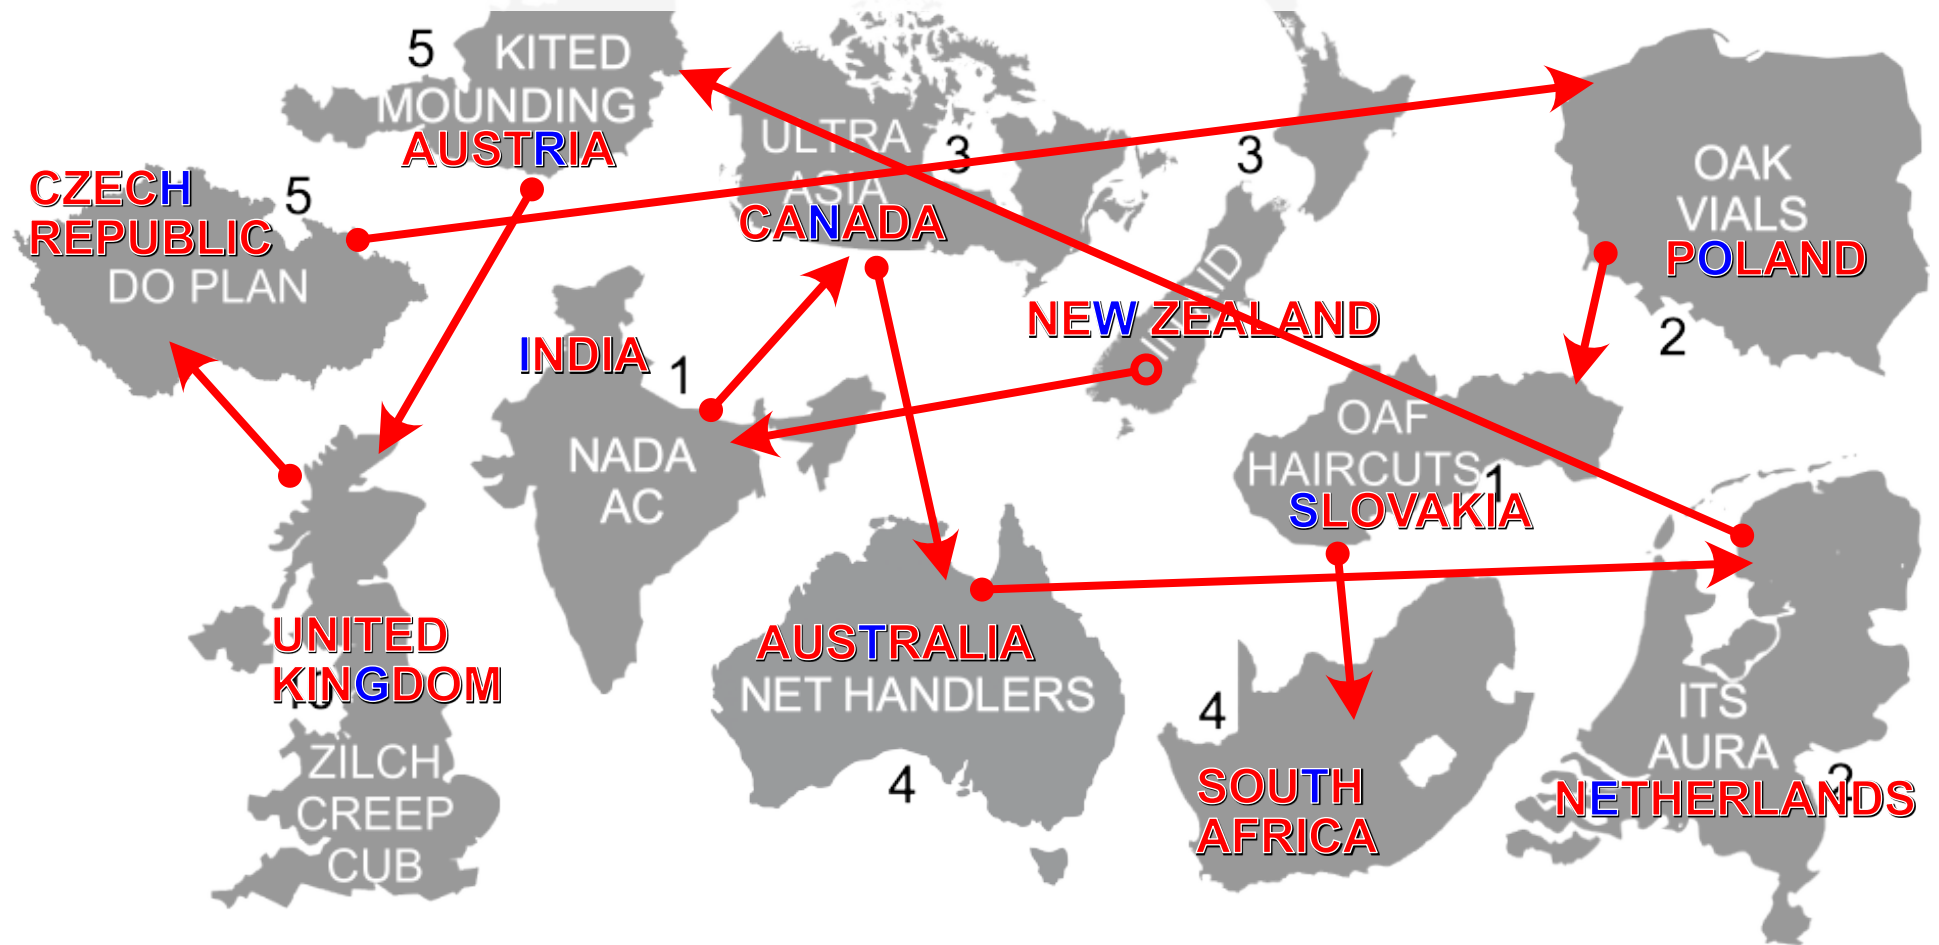 5
KITED
MOUNDING
AUSTRIA
ULTRA
ASIA
3
CANADA
3
OAK
VIALS
POLAND
2
CZECH
REPUBLIC
5
DO PLAN
INDIA
1
NADA
AC
NEW ZEALAND
OAF
HAIRCUTS
1
SLOVAKIA
UNITED
KINGDOM
10
ZILCH
CREEP
CUB
AUSTRALIA
NET HANDLERS
4
4
SOUTH
AFRICA
ITS
AURA
2
NETHERLANDS